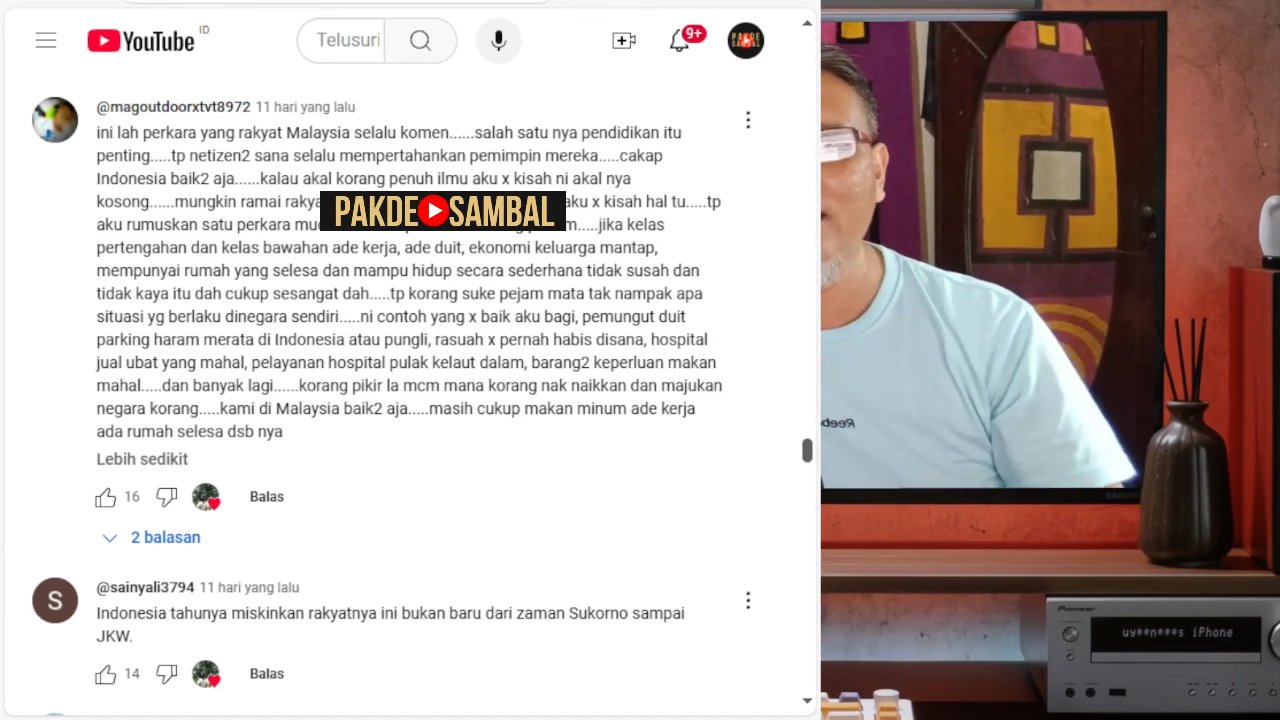 YouTube ID
Telusuri
9+
@magoutdoorxtvt8972 11 hari yang lalu
ini lah perkara yang rakyat Malaysia selalu komen......salah satu nya pendidikan itu
penting.....tp netizen2 sana selalu mempertahankan pemimpin mereka.....cakap
Indonesia baik2 aja......kalau akal korang penuh ilmu aku x kisah ni akal nya
kosong......mungkin ramai rakya aku x kisah hal tu.....tp
PAKDE SAMBAL
aku rumuskan satu perkara .....jika kelas
pertengahan dan kelas bawahan ade kerja, ade duit, ekonomi keluarga mantap,
mempunyai rumah yang selesa dan mampu hidup secara sederhana tidak susah dan
tidak kaya itu dah cukup sesangat dah.....tp korang suke pejam mata tak nampak apa
situasi yg berlaku dinegara sendiri.....ni contoh yang x baik aku bagi, pemungut duit
parking haram merata di Indonesia atau pungli, rasuah x pernah habis disana, hospital
jual ubat yang mahal, pelayanan hospital pulak kelaut dalam, barang2 keperluan makan
mahal.....dan banyak lagi......korang pikir la mcm mana korang nak naikkan dan majukan
negara korang.....kami di Malaysia baik2 aja.....masih cukup makan minum ade kerja
ada rumah selesa dsb nya
Lebih sedikit
16 Balas
2 balasan
S
@sainyali3794 11 hari yang lalu
Indonesia tahunya miskinkan rakyatnya ini bukan baru dari zaman Sukorno sampai
JKW.
14 Balas
Pioneer
uy**n***s iPhone